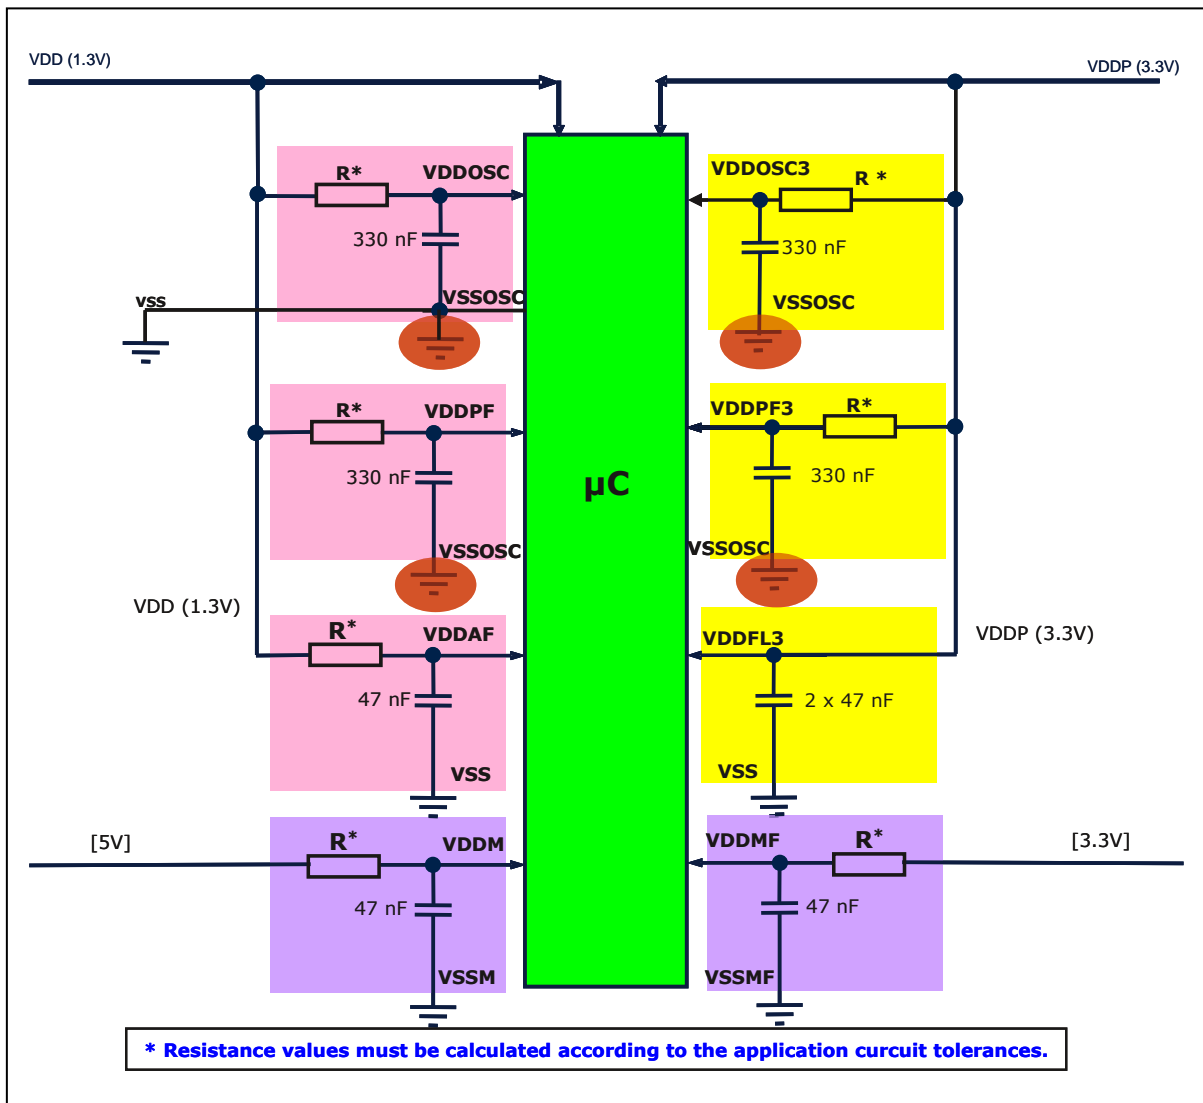 VDD (1.3V)
VDDP (3.3V)
R*
VDDOSC
330 nF
VSSOSC
vss
VDDOSC3
R *
330 nF
VSSOSC
R*
VDDPF
330 nF
VSSOSC
VDDPF3
R*
330 nF
VSSOSC
µC
VDD (1.3V)
R*
VDDAF
47 nF
VSS
VDDFL3
2 x 47 nF
VSS
VDDP (3.3V)
[5V]
R*
VDDM
47 nF
VSSM
VDDMF
R*
[3.3V]
47 nF
VSSMF
* Resistance values must be calculated according to the application curcuit tolerances.